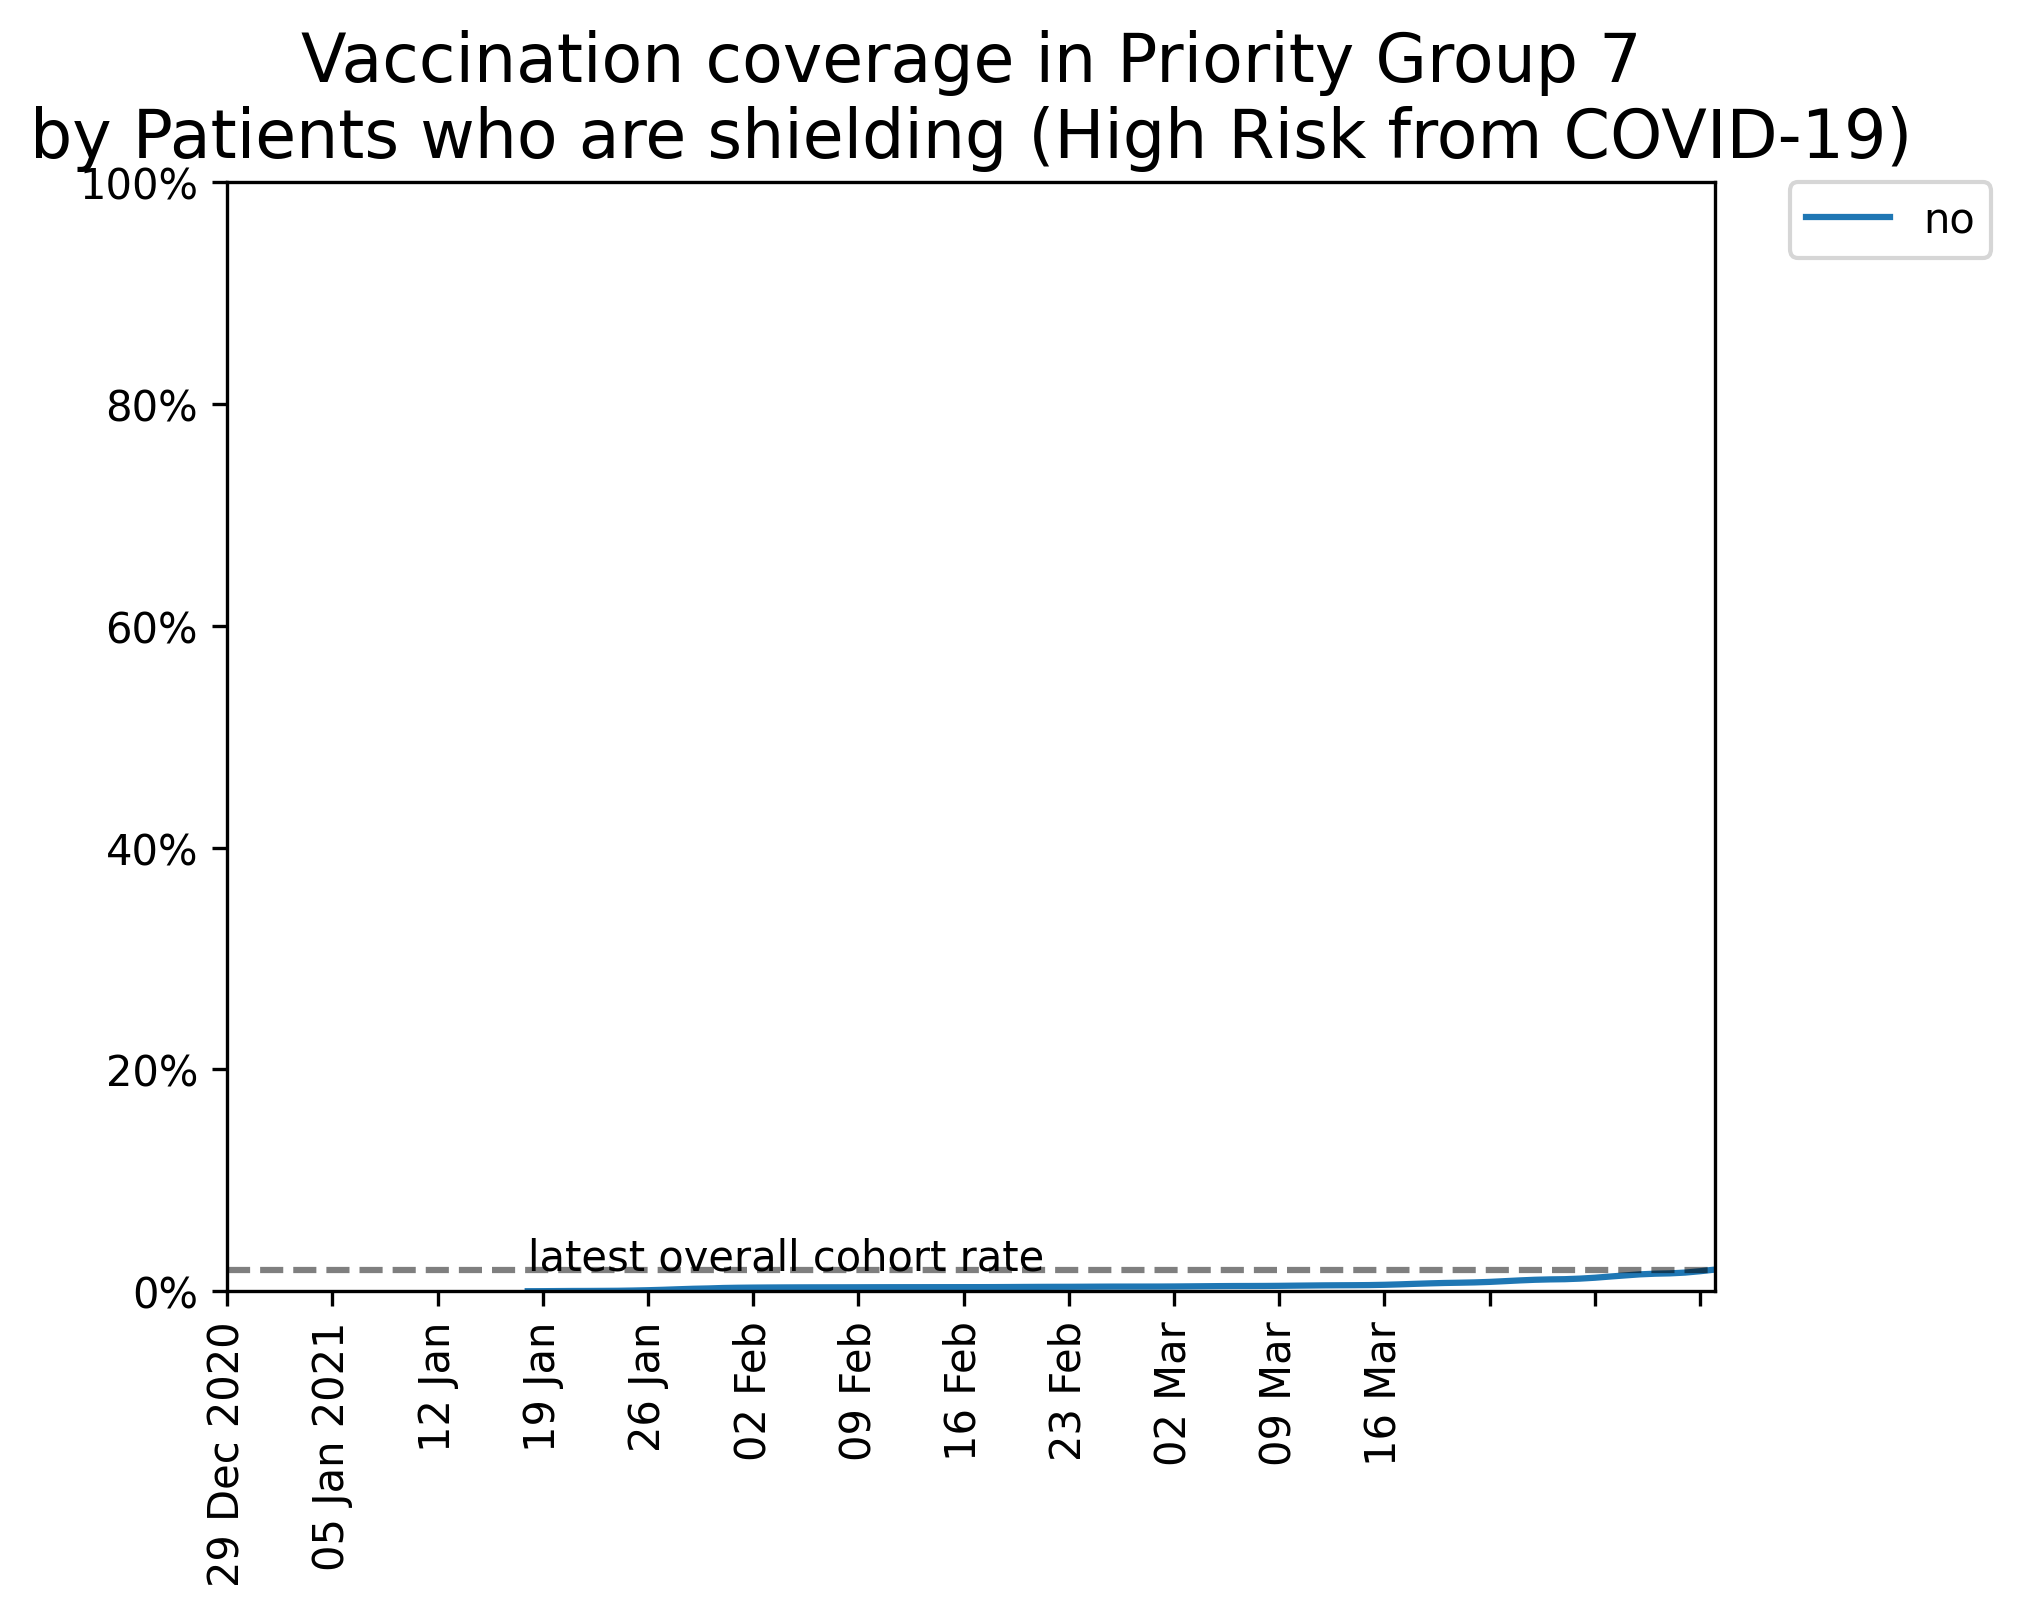 Vaccination coverage in Priority Group 7
by Patients who are shielding (High Risk from COVID-19)
100%
80%
60%
40%
20%
0%
no
latest overall cohort rate
29 Dec 2020
05 Jan 2021
12 Jan
19 Jan
26 Jan
02 Feb
09 Feb
16 Feb
23 Feb
02 Mar
09 Mar
16 Mar